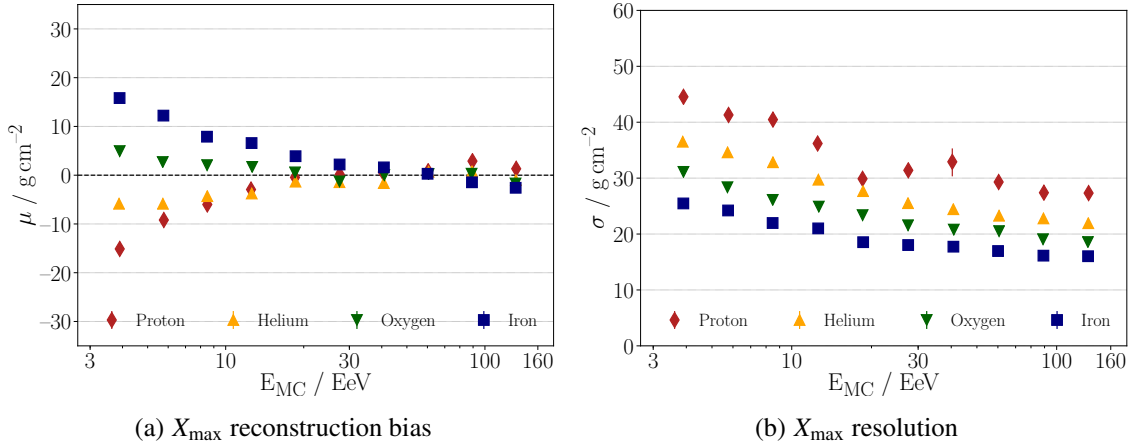 30
20
10
0
−10
−20
−30
μ / g cm⁻²
Proton Helium Oxygen Iron
3 10 30 100 160
E_MC / EeV
(a) X_max reconstruction bias
60
50
40
30
20
10
0
σ / g cm⁻²
Proton Helium Oxygen Iron
3 10 30 100 160
E_MC / EeV
(b) X_max resolution